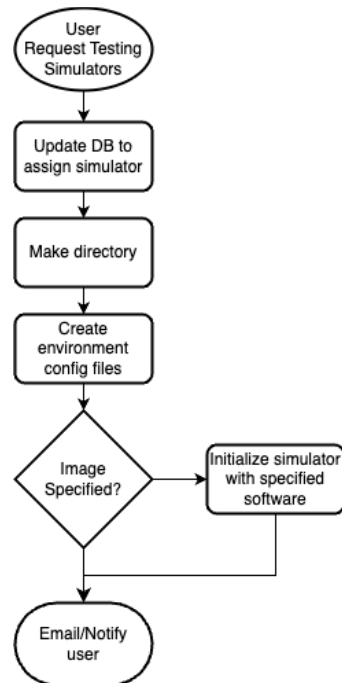 User
Request Testing
Simulators
Update DB to
assign simulator
Make directory
Create
environment
config files
Image
Specified?
Initialize simulator
with specified
software
Email/Notify
user